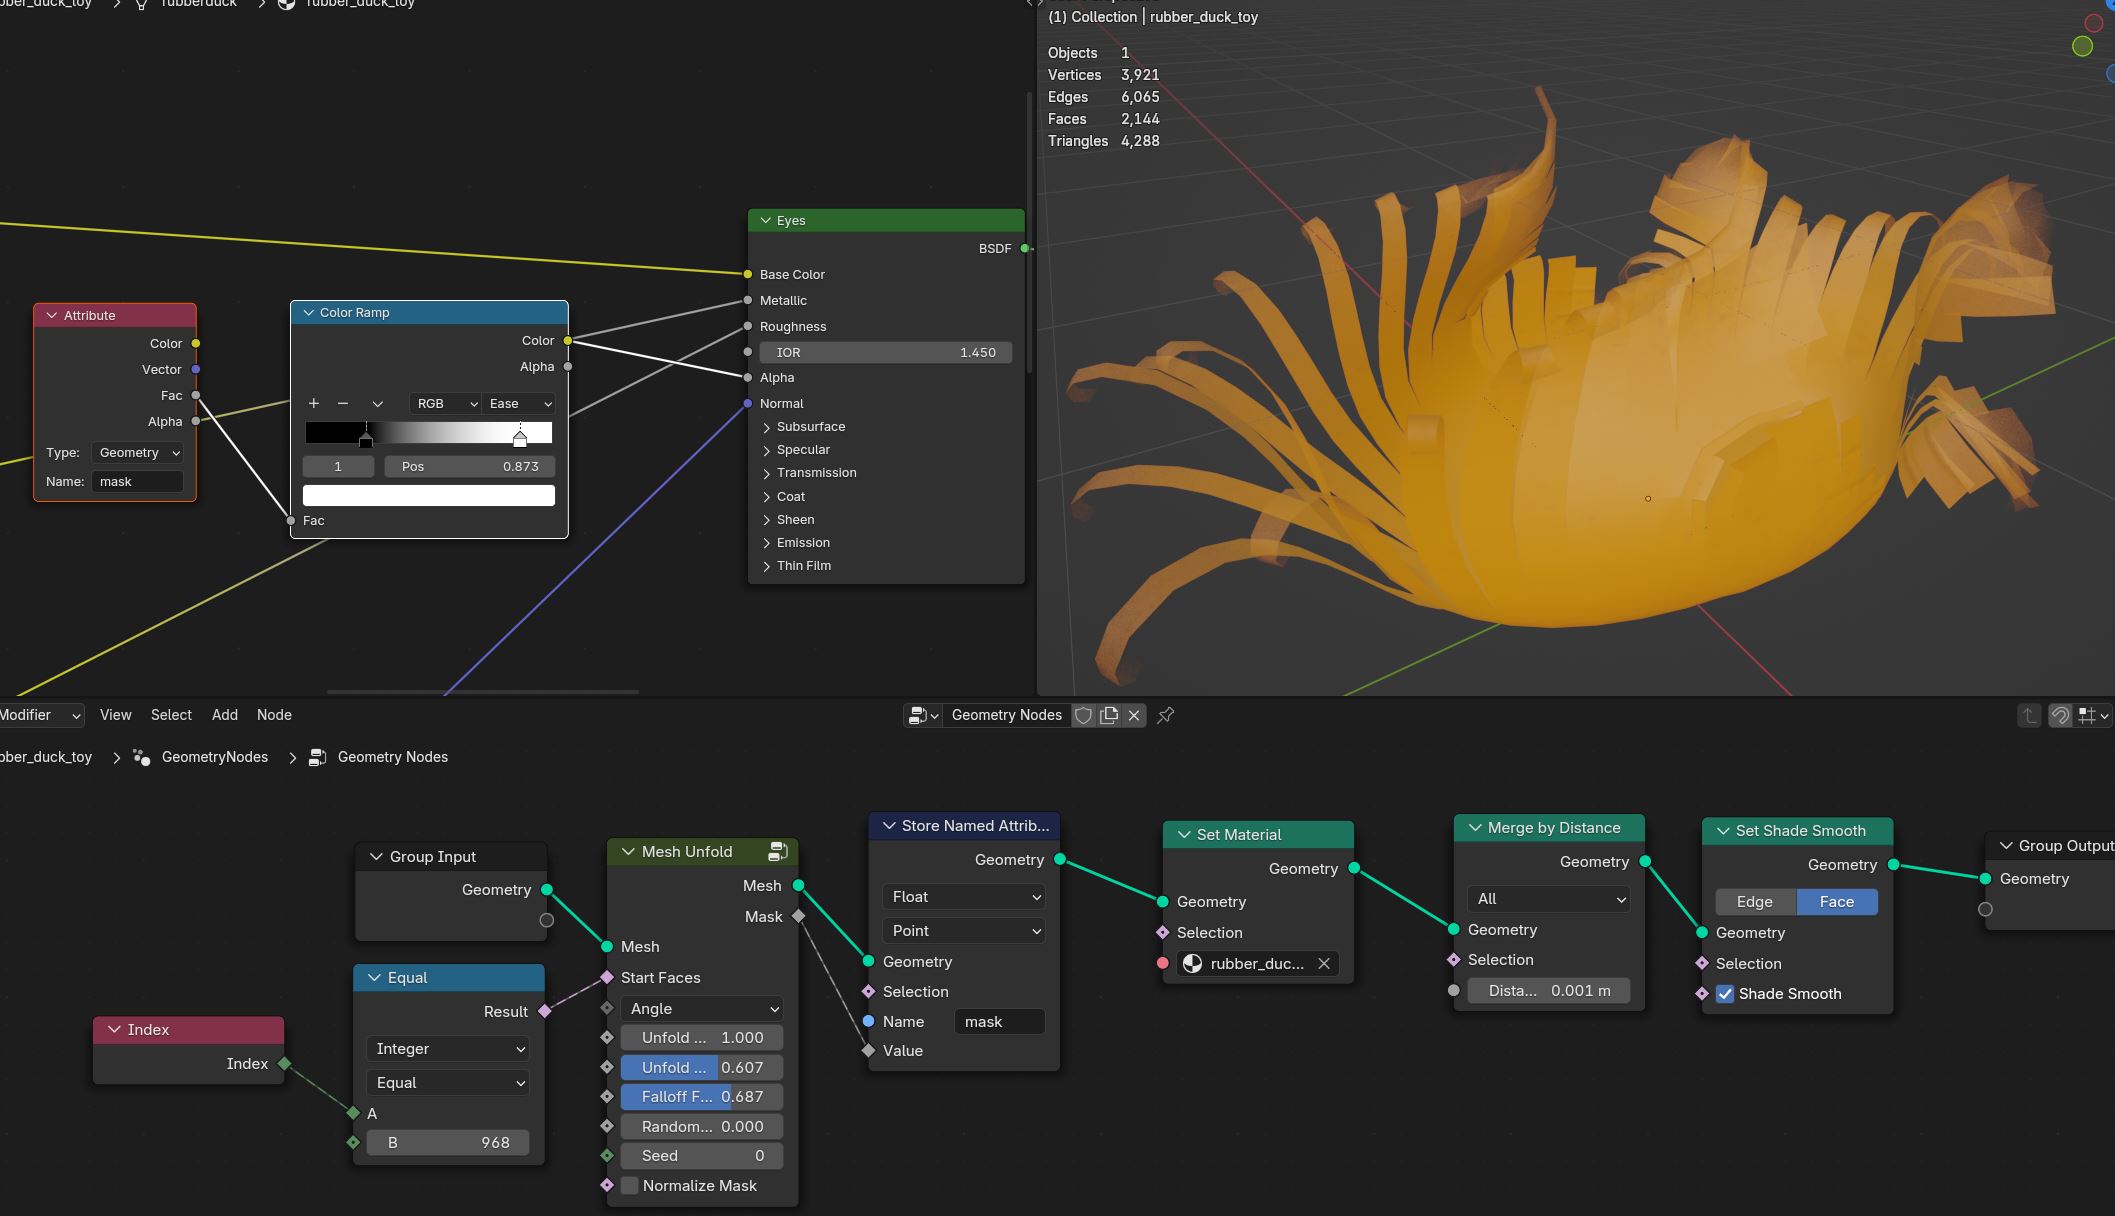 rubberduck
rubber_duck_toy
(1) Collection | rubber_duck_toy
Objects 1
Vertices 3,921
Edges 6,065
Faces 2,144
Triangles 4,288
Attribute
Color
Vector
Fac
Alpha
Type: Geometry
Name: mask
Color Ramp
Color
Alpha
RGB Ease
1 Pos 0.873
Fac
Eyes
BSDF
Base Color
Metallic
Roughness
IOR 1.450
Alpha
Normal
Subsurface
Specular
Transmission
Coat
Sheen
Emission
Thin Film
Modifier View Select Add Node Geometry Nodes
bber_duck_toy GeometryNodes Geometry Nodes
Group Input
Geometry
Index
Index
Equal
Result
Integer
Equal
A
B 968
Mesh Unfold
Mesh
Mask
Mesh
Start Faces
Angle
Unfold ... 1.000
Unfold ... 0.607
Falloff F... 0.687
Random... 0.000
Seed 0
Normalize Mask
Store Named Attrib...
Geometry
Float
Point
Geometry
Selection
Name mask
Value
Set Material
Geometry
Geometry
Selection
rubber_duc...
Merge by Distance
Geometry
All
Geometry
Selection
Dista... 0.001 m
Set Shade Smooth
Geometry
Edge Face
Geometry
Selection
Shade Smooth
Group Output
Geometry